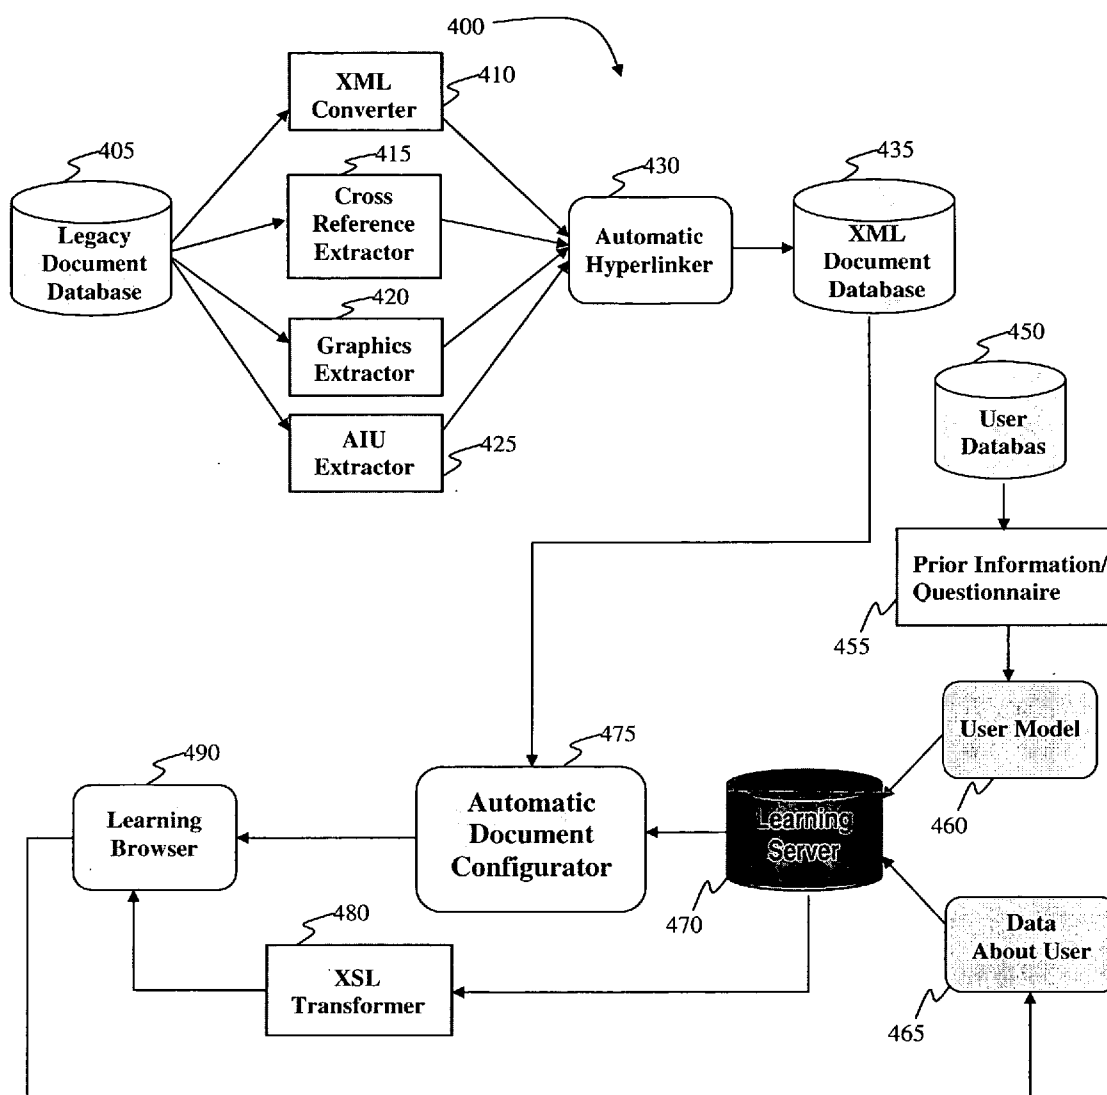 400
XML
Converter
410
405
Legacy
Document
Database
415
Cross
Reference
Extractor
420
Graphics
Extractor
AIU
Extractor
425
430
Automatic
Hyperlinker
435
XML
Document
Database
450
User
Databas
Prior Information/
Questionnaire
455
User Model
460
490
Learning
Browser
475
Automatic
Document
Configurator
Learning
Server
470
480
XSL
Transformer
Data
About User
465